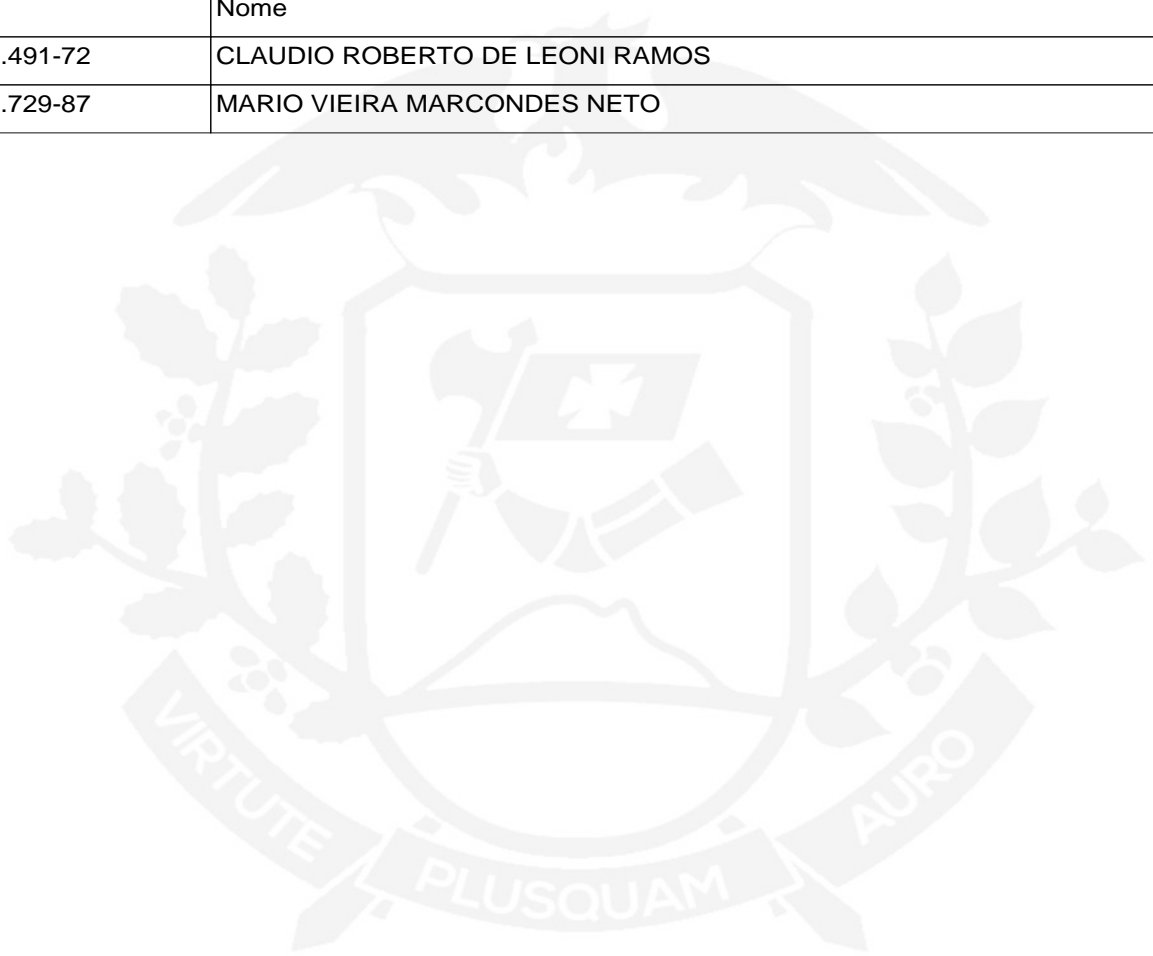 Nome
.491-72 CLAUDIO ROBERTO DE LEONI RAMOS
.729-87 MARIO VIEIRA MARCONDES NETO
VIRTUTE PLUSQUAM AURO